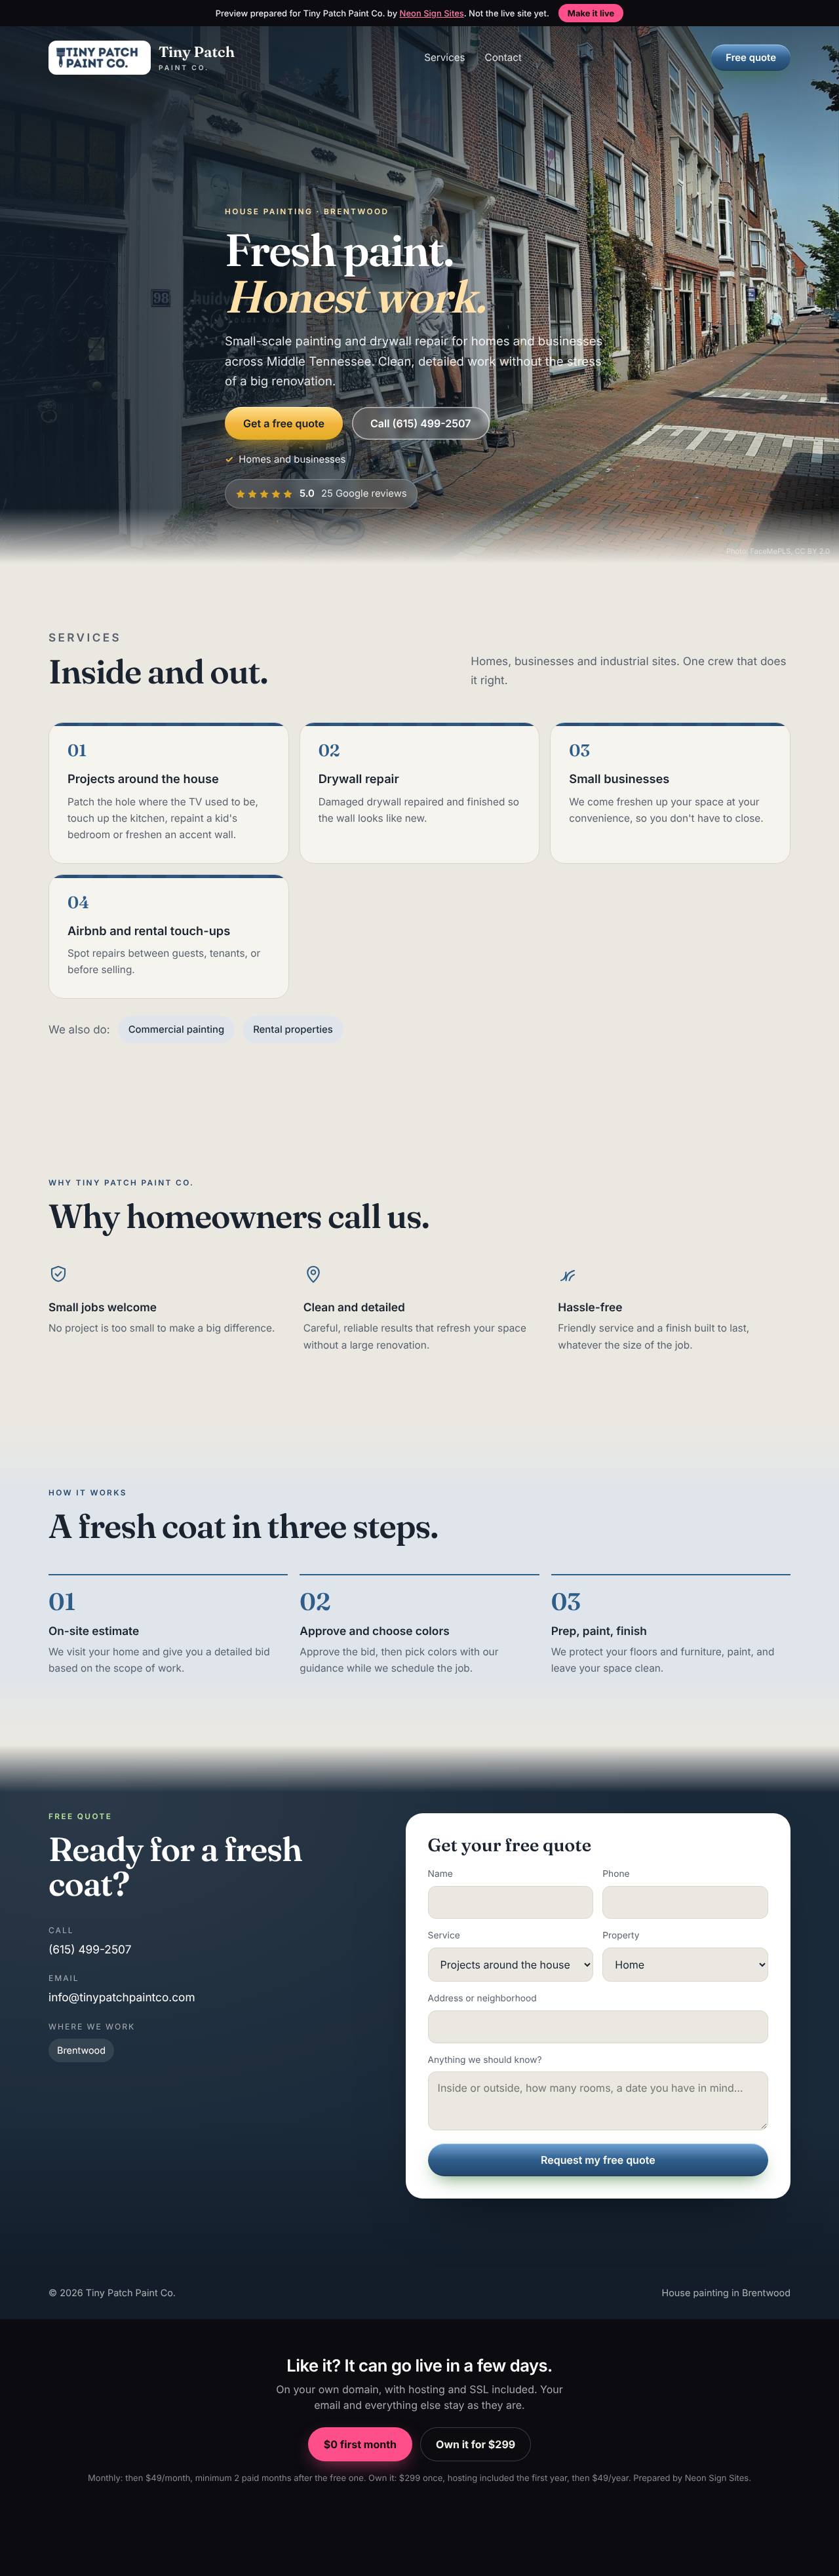 Preview prepared for Tiny Patch Paint Co. by Neon Sign Sites. Not the live site yet. Make it live
TINY PATCH
PAINT CO.
Tiny Patch
PAINT CO.
Services Contact
Free quote
98
HOUSE PAINTING · BRENTWOOD
Fresh paint.
Honest work.
Small-scale painting and drywall repair for homes and businesses
across Middle Tennessee. Clean, detailed work without the stress
of a big renovation.
Get a free quote Call (615) 499-2507
✓ Homes and businesses
★★★★★ 5.0 25 Google reviews
SERVICES
Inside and out.
Homes, businesses and industrial sites. One crew that does
it right.
01
Projects around the house
Patch the hole where the TV used to be,
touch up the kitchen, repaint a kid's
bedroom or freshen an accent wall.
02
Drywall repair
Damaged drywall repaired and finished so
the wall looks like new.
03
Small businesses
We come freshen up your space at your
convenience, so you don't have to close.
04
Airbnb and rental touch-ups
Spot repairs between guests, tenants, or
before selling.
We also do: Commercial painting Rental properties
WHY TINY PATCH PAINT CO.
Why homeowners call us.
Small jobs welcome
No project is too small to make a big difference.
Clean and detailed
Careful, reliable results that refresh your space
without a large renovation.
Hassle-free
Friendly service and a finish built to last,
whatever the size of the job.
HOW IT WORKS
A fresh coat in three steps.
01
On-site estimate
We visit your home and give you a detailed bid
based on the scope of work.
02
Approve and choose colors
Approve the bid, then pick colors with our
guidance while we schedule the job.
03
Prep, paint, finish
We protect your floors and furniture, paint, and
leave your space clean.
FREE QUOTE
Ready for a fresh
coat?
CALL
(615) 499-2507
EMAIL
info@tinypatchpaintco.com
WHERE WE WORK
Brentwood
Get your free quote
Name Phone
Service Property
Projects around the house Home
Address or neighborhood
Anything we should know?
Inside or outside, how many rooms, a date you have in mind...
Request my free quote
© 2026 Tiny Patch Paint Co.
House painting in Brentwood
Like it? It can go live in a few days.
On your own domain, with hosting and SSL included. Your
email and everything else stay as they are.
$0 first month Own it for $299
Monthly: then $49/month, minimum 2 paid months after the free one. Own it: $299 once, hosting included the first year, then $49/year. Prepared by Neon Sign Sites.